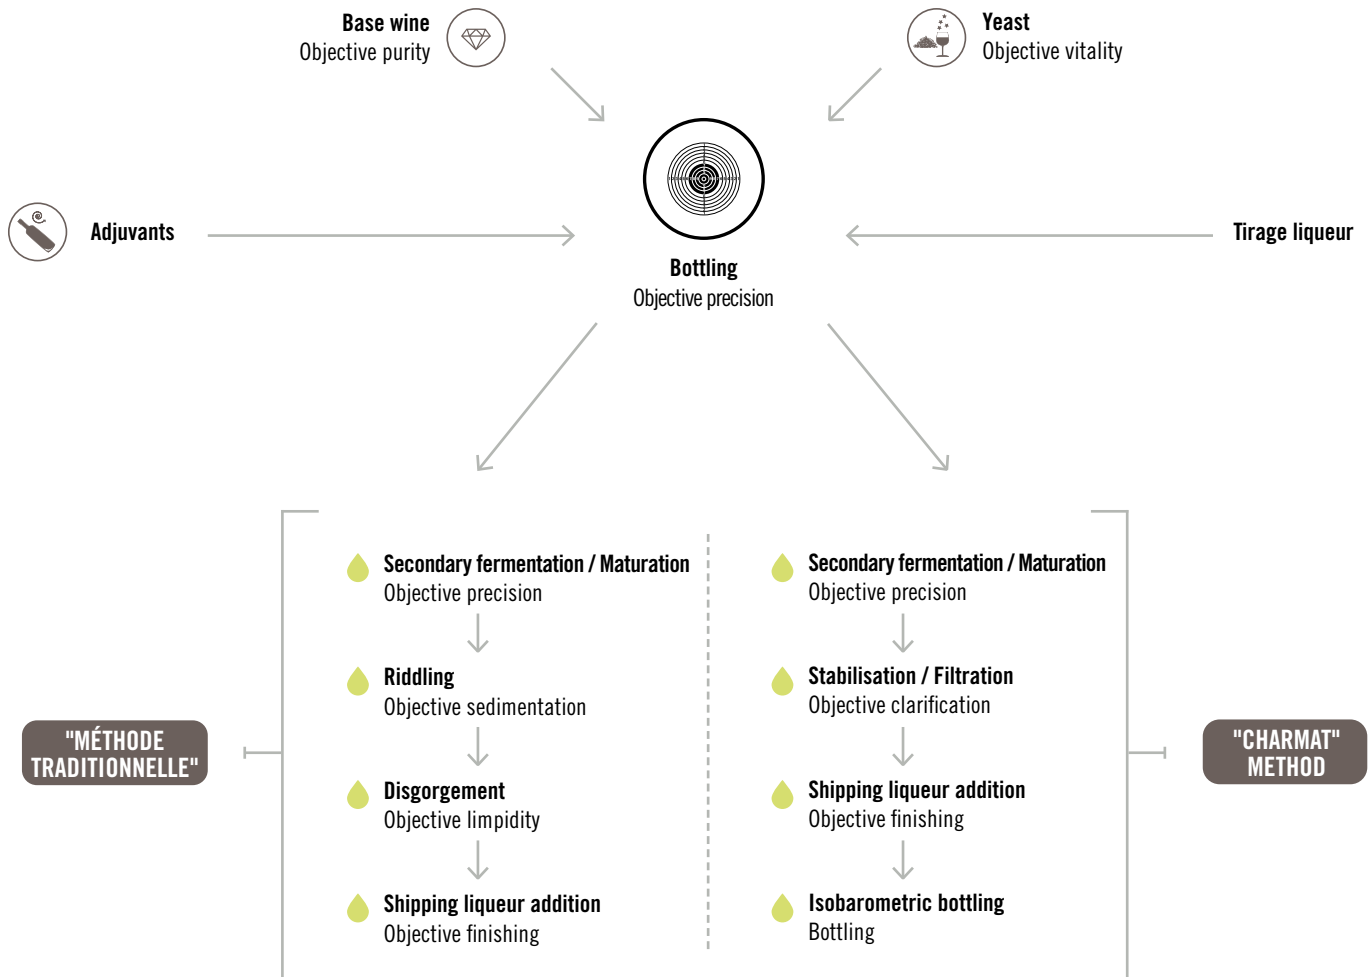 Base wine
Objective purity
Yeast
Objective vitality
Adjuvants
Tirage liqueur
Bottling
Objective precision
"MÉTHODE
TRADITIONNELLE"
Secondary fermentation / Maturation
Objective precision
Riddling
Objective sedimentation
Disgorgement
Objective limpidity
Shipping liqueur addition
Objective finishing
Secondary fermentation / Maturation
Objective precision
Stabilisation / Filtration
Objective clarification
Shipping liqueur addition
Objective finishing
Isobarometric bottling
Bottling
"CHARMAT"
METHOD